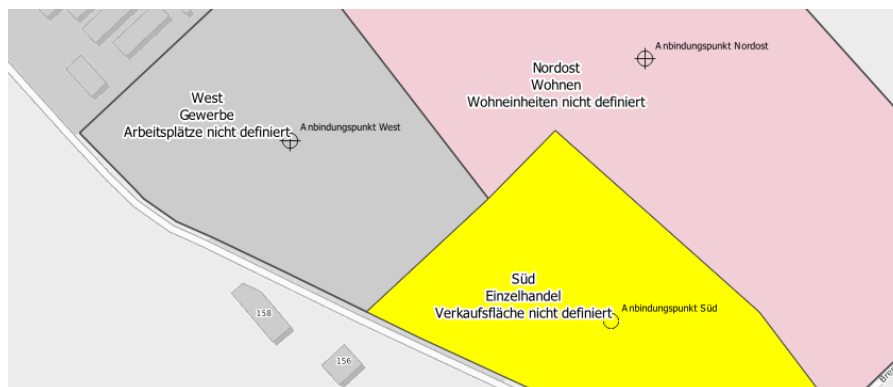 Anbindungspunkt Nordost
Nordost
Wohnen
Wohneinheiten nicht definiert
West
Gewerbe
Arbeitsplätze nicht definiert
Anbindungspunkt West
Süd
Einzelhandel
Verkaufsfläche nicht definiert
Anbindungspunkt Süd
158
156